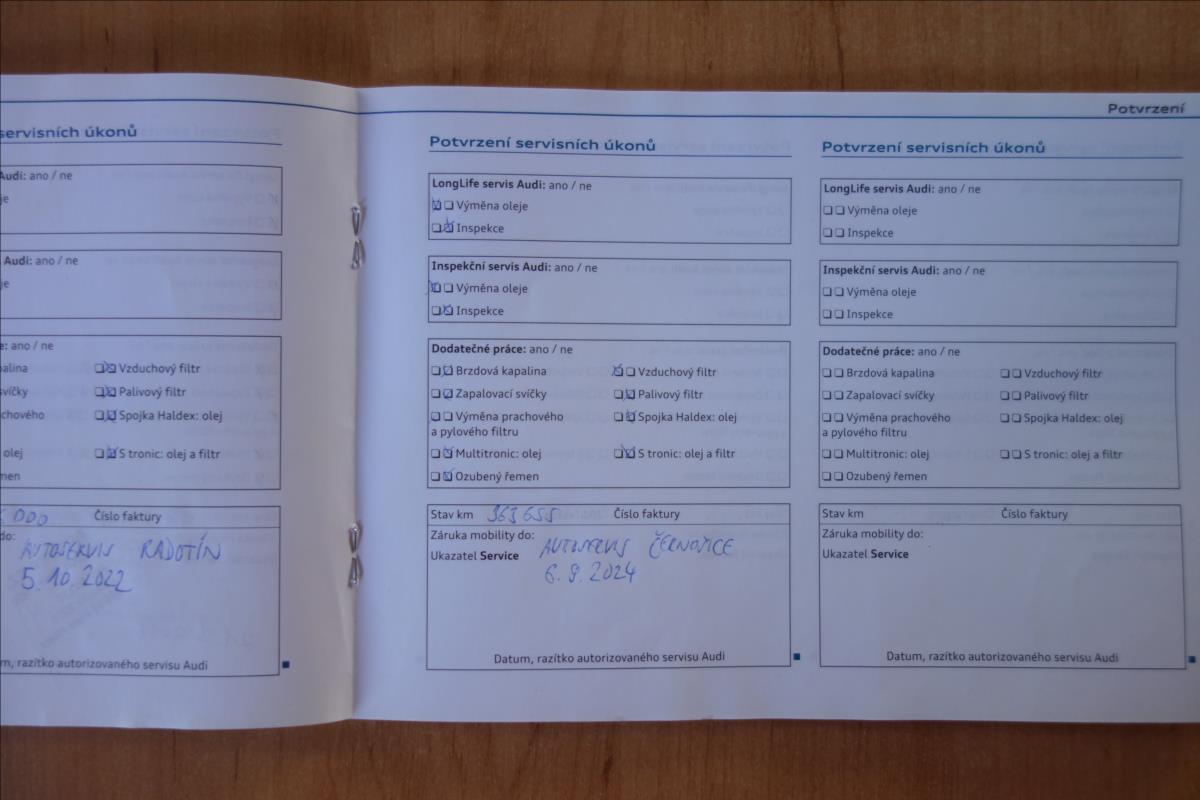 Potvrzení
servisních úkonů
Audi: ano / ne
Audi: ano / ne
ano / ne
Vzduchový filtr
svíčky Palivový filtr
Spojka Haldex: olej
olej S tronic: olej a filtr
Číslo faktury
do:
AUTOSERVIS RADOTÍN
5.10.2022
razítko autorizovaného servisu Audi
Potvrzení servisních úkonů
LongLife servis Audi: ano / ne
Výměna oleje
Inspekce
Inspekční servis Audi: ano / ne
Výměna oleje
Inspekce
Dodatečné práce: ano / ne
Brzdová kapalina Vzduchový filtr
Zapalovací svíčky Palivový filtr
Výměna prachového Spojka Haldex: olej
a pylového filtru
Multitronic: olej S tronic: olej a filtr
Ozubený řemen
Stav km 363 655 Číslo faktury
Záruka mobility do:
Ukazatel Service AUTOSERVIS ČERNOŠICE
6.9.2024
Datum, razítko autorizovaného servisu Audi
Potvrzení servisních úkonů
LongLife servis Audi: ano / ne
Výměna oleje
Inspekce
Inspekční servis Audi: ano / ne
Výměna oleje
Inspekce
Dodatečné práce: ano / ne
Brzdová kapalina Vzduchový filtr
Zapalovací svíčky Palivový filtr
Výměna prachového Spojka Haldex: olej
a pylového filtru
Multitronic: olej S tronic: olej a filtr
Ozubený řemen
Stav km Číslo faktury
Záruka mobility do:
Ukazatel Service
Datum, razítko autorizovaného servisu Audi